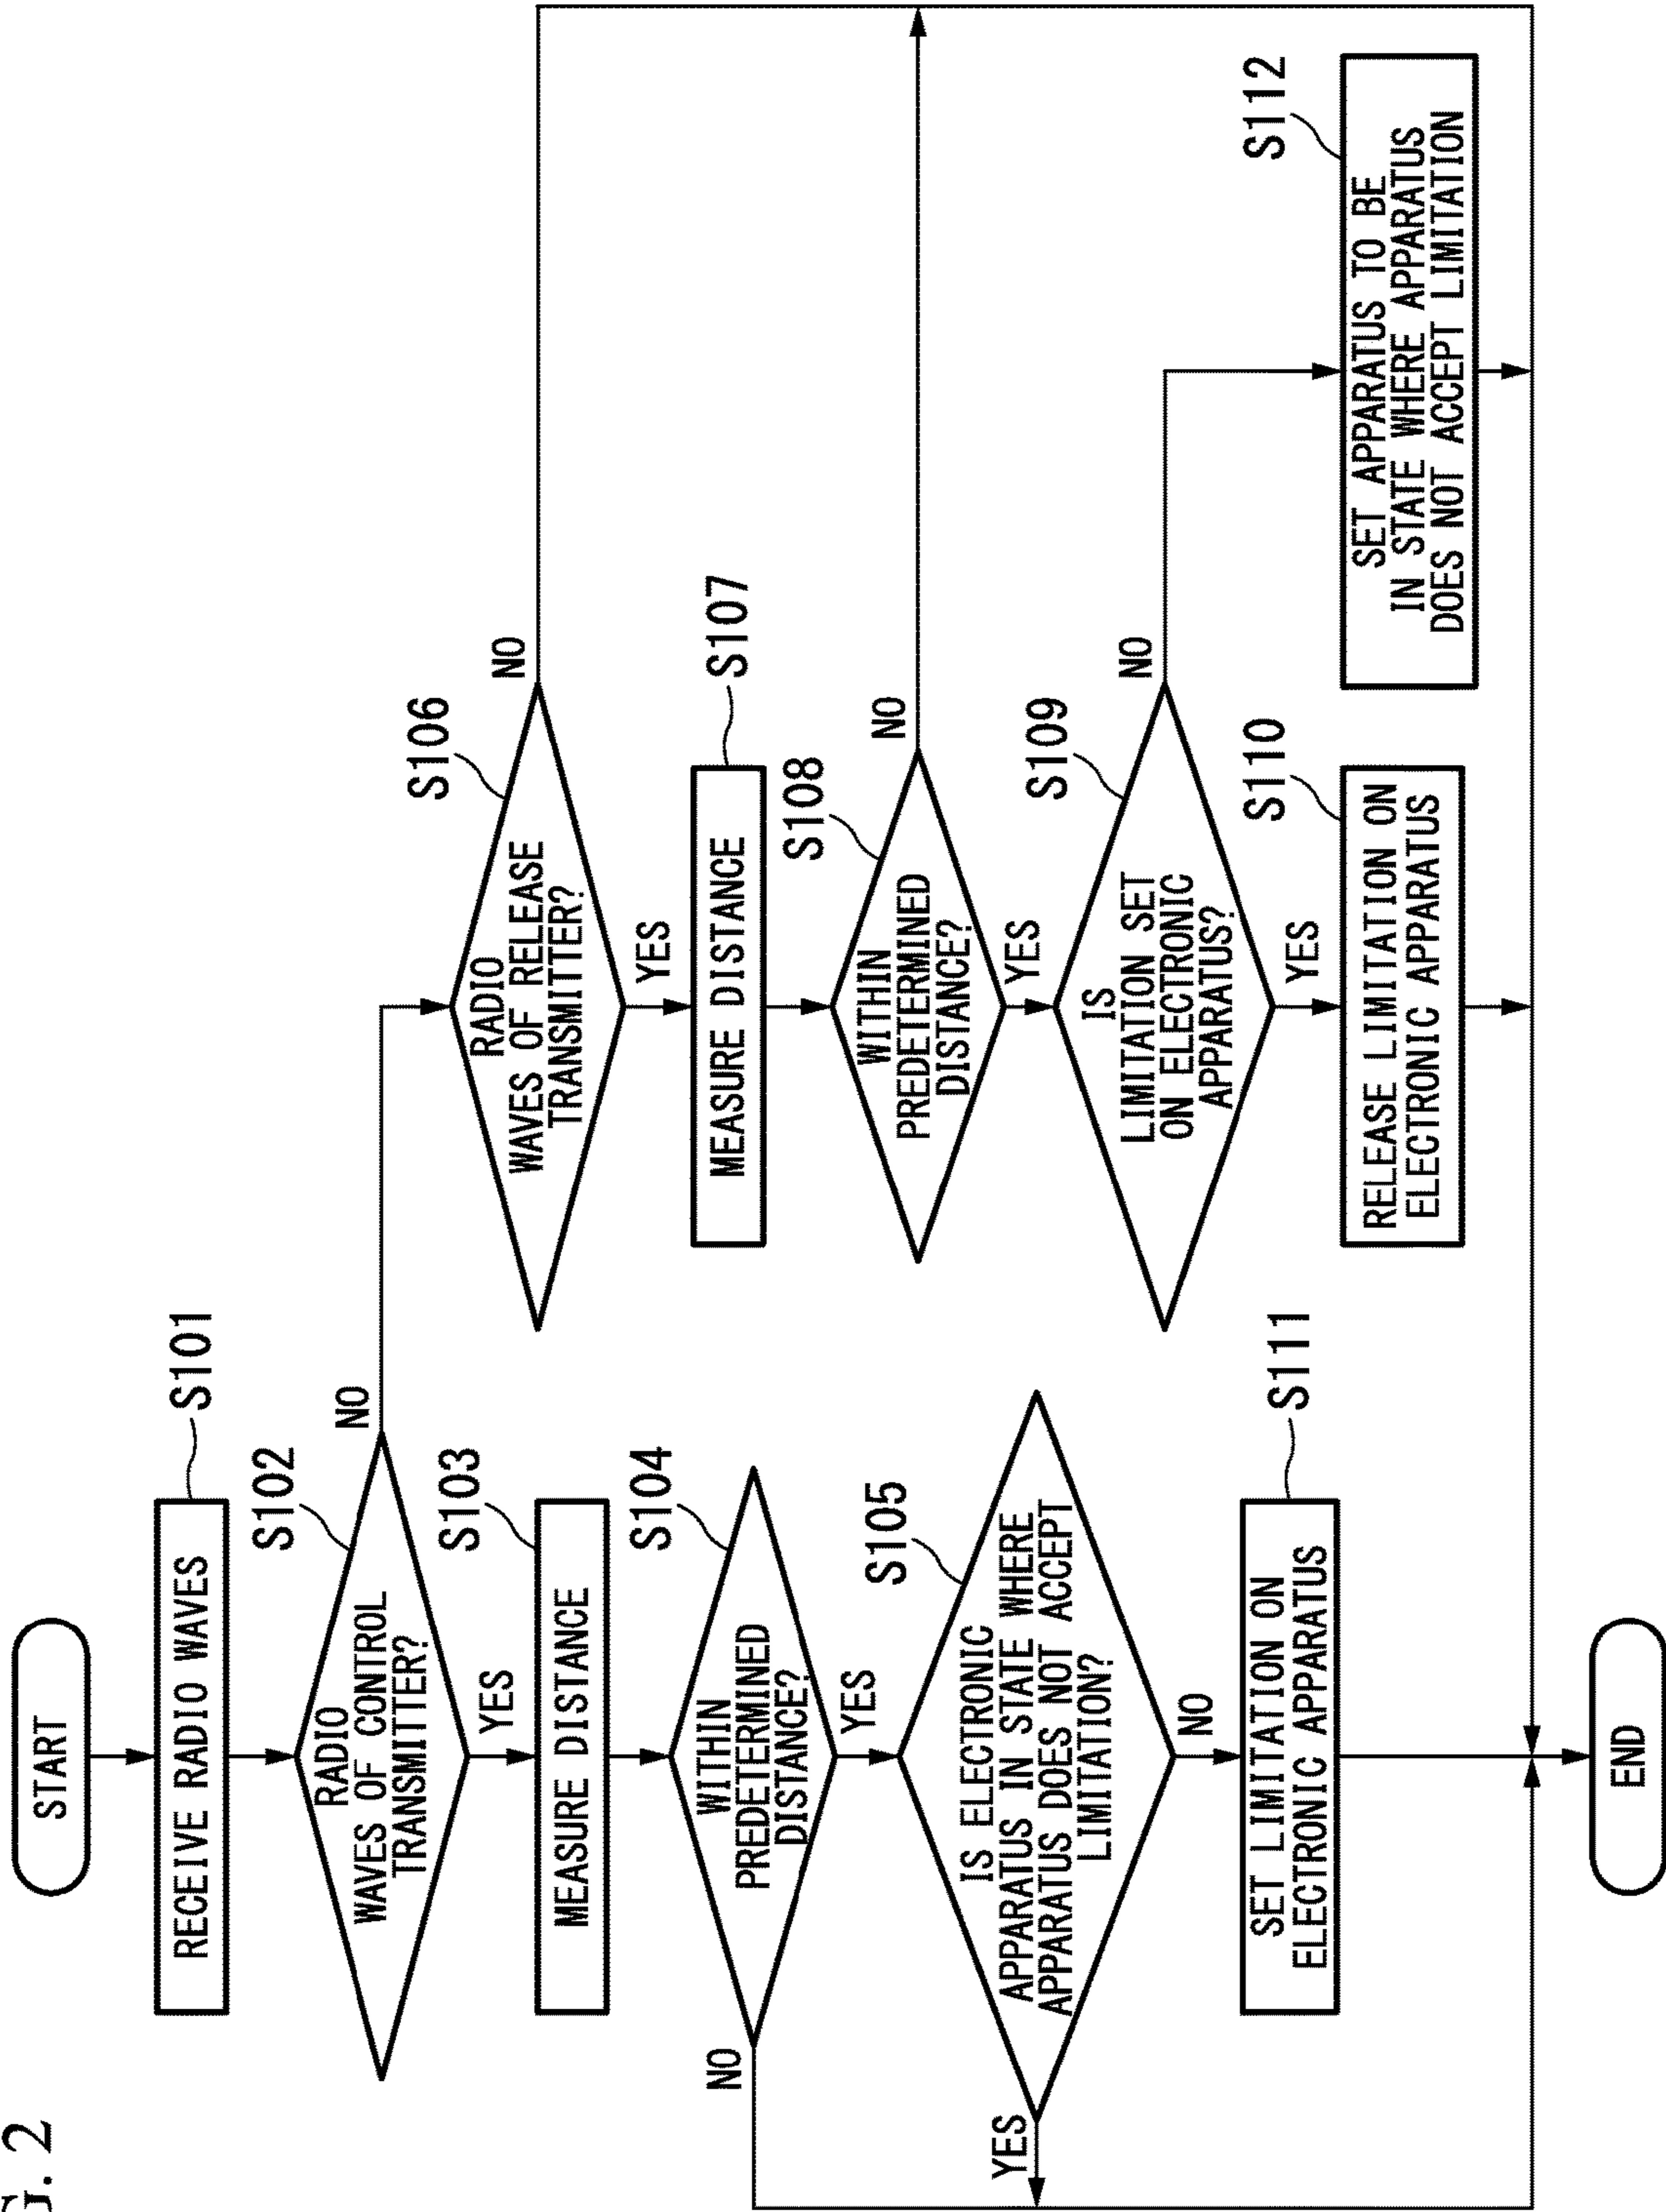 G. 2
START
RECEIVE RADIO WAVES
S101
RADIO
WAVES OF CONTROL
TRANSMITTER?
S102
NO
YES
MEASURE DISTANCE
S103
WITHIN
PREDETERMINED
DISTANCE?
S104
NO
YES
IS ELECTRONIC
APPARATUS IN STATE WHERE
APPARATUS DOES NOT ACCEPT
LIMITATION?
S105
YES
NO
SET LIMITATION ON
ELECTRONIC APPARATUS
S111
RADIO
WAVES OF RELEASE
TRANSMITTER?
S106
NO
YES
MEASURE DISTANCE
S107
WITHIN
PREDETERMINED
DISTANCE?
S108
NO
YES
IS
LIMITATION SET
ON ELECTRONIC
APPARATUS?
S109
NO
YES
RELEASE LIMITATION ON
ELECTRONIC APPARATUS
S110
SET APPARATUS TO BE
IN STATE WHERE APPARATUS
DOES NOT ACCEPT LIMITATION
S112
END